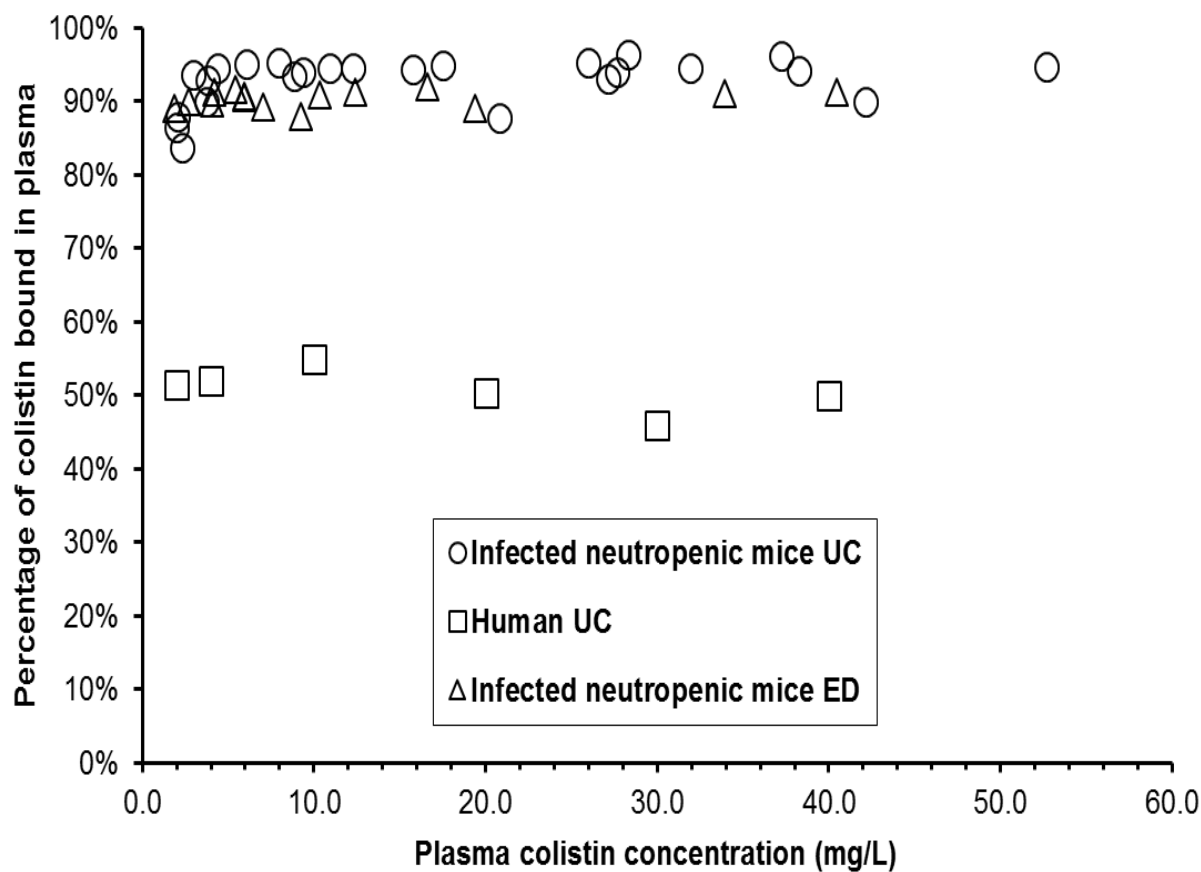 100%
90%
80%
70%
60%
50%
40%
30%
20%
10%
0%
Percentage of colistin bound in plasma
Infected neutropenic mice UC
Human UC
Infected neutropenic mice ED
0.0 10.0 20.0 30.0 40.0 50.0 60.0
Plasma colistin concentration (mg/L)